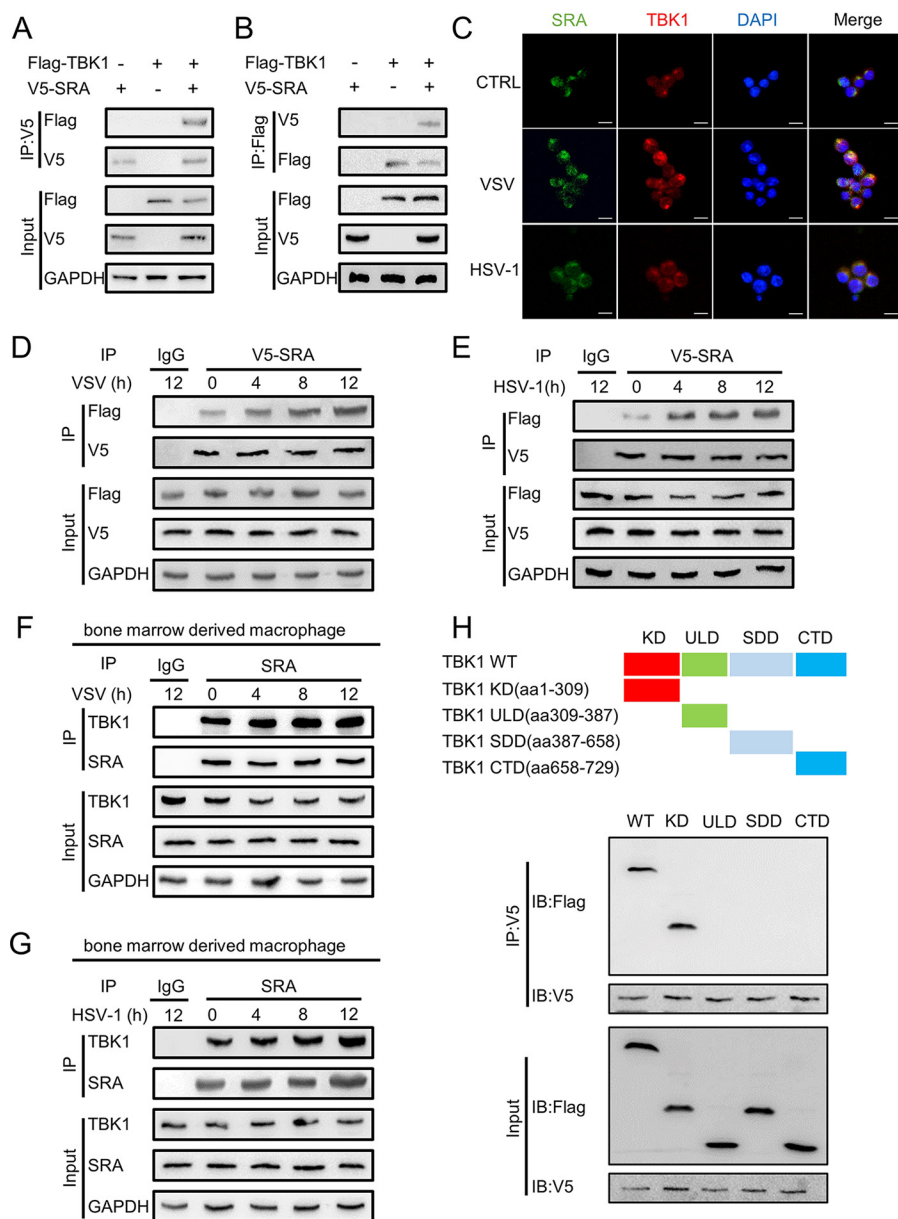 A
Flag-TBK1 - + +
V5-SRA + - +
IP:V5
Flag
V5
Input
Flag
V5
GAPDH
B
Flag-TBK1 - + +
V5-SRA + - +
IP:Flag
V5
Flag
Input
Flag
V5
GAPDH
C
SRA TBK1 DAPI Merge
CTRL
VSV
HSV-1
D
IP IgG V5-SRA
VSV (h) 12 0 4 8 12
IP
Flag
V5
Input
Flag
V5
GAPDH
E
IP IgG V5-SRA
HSV-1(h) 12 0 4 8 12
IP
Flag
V5
Input
Flag
V5
GAPDH
F
bone marrow derived macrophage
IP IgG SRA
VSV (h) 12 0 4 8 12
IP
TBK1
SRA
Input
TBK1
SRA
GAPDH
G
bone marrow derived macrophage
IP IgG SRA
HSV-1 (h) 12 0 4 8 12
IP
TBK1
SRA
Input
TBK1
SRA
GAPDH
H
KD ULD SDD CTD
TBK1 WT
TBK1 KD(aa1-309)
TBK1 ULD(aa309-387)
TBK1 SDD(aa387-658)
TBK1 CTD(aa658-729)
WT KD ULD SDD CTD
IP:V5
IB:Flag
IB:V5
Input
IB:Flag
IB:V5